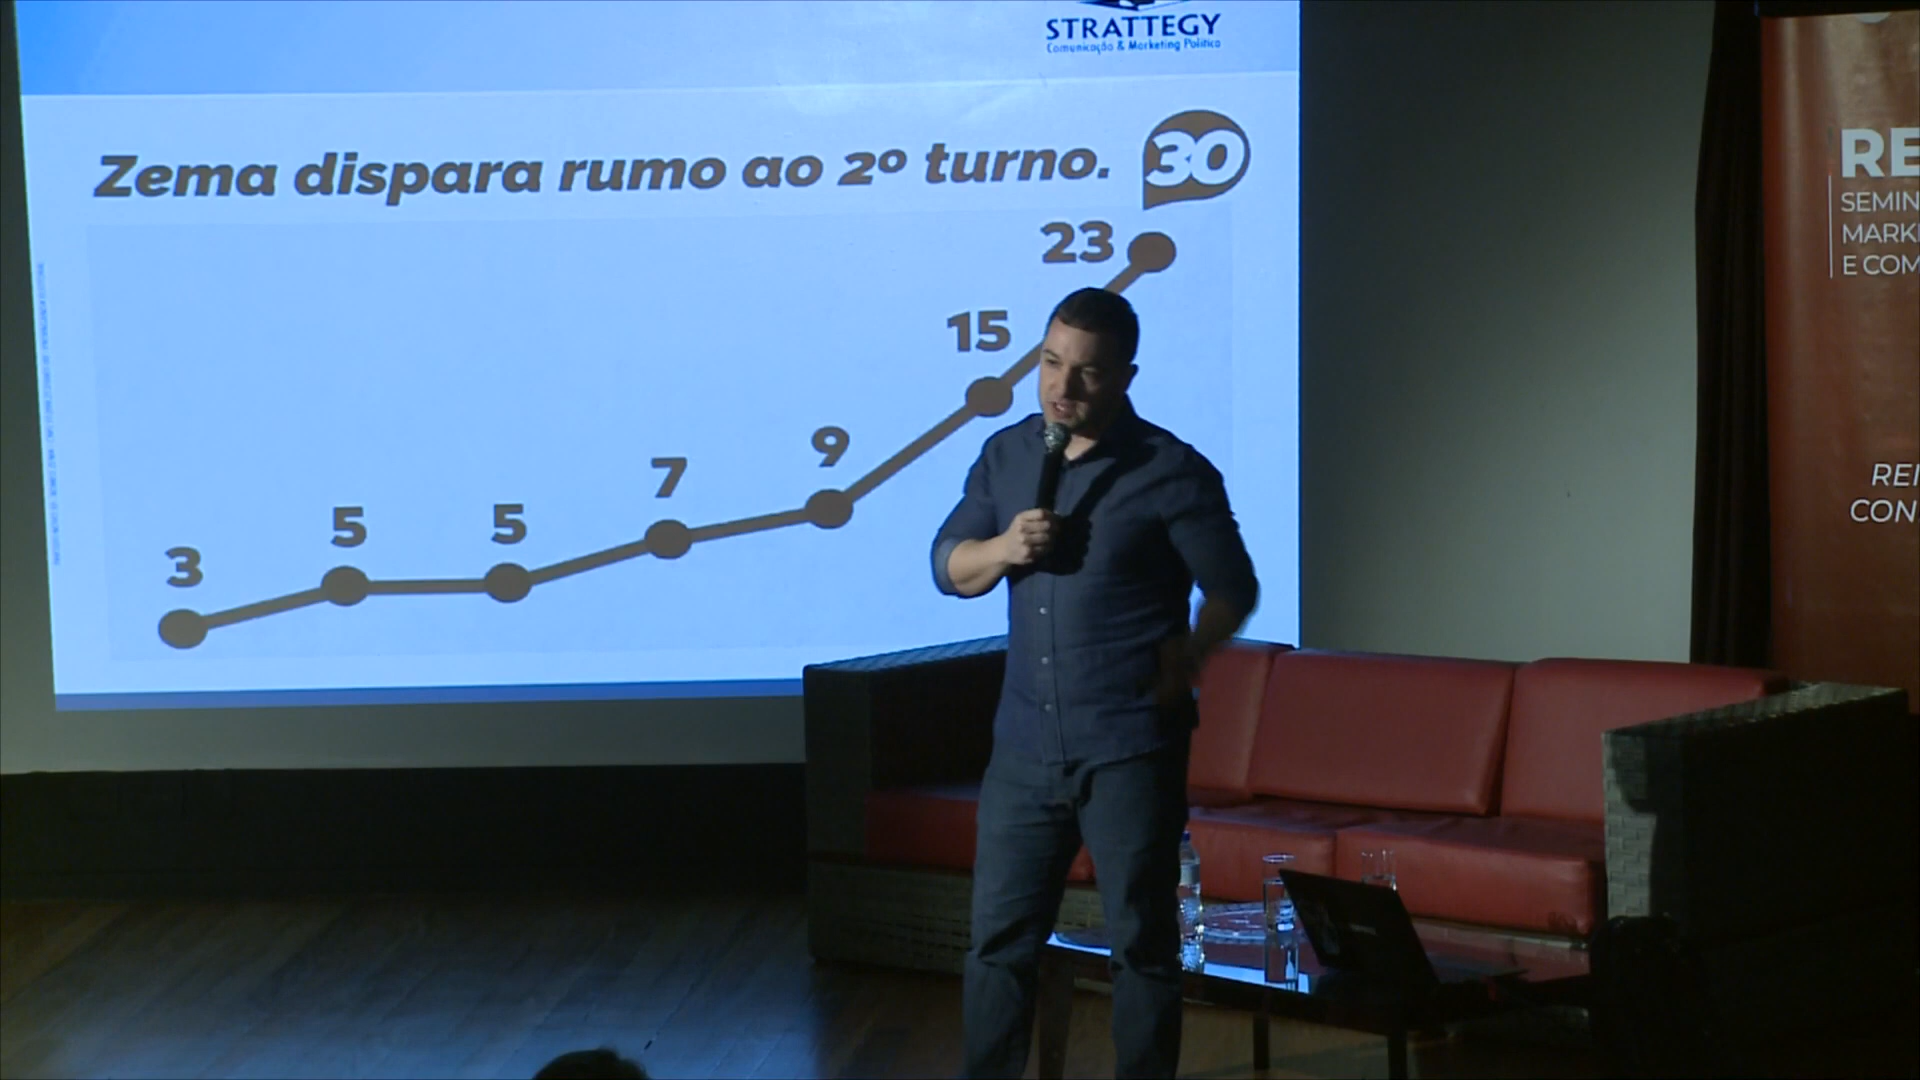 STRATTEGY
Comunicação & Marketing Político
Zema dispara rumo ao 2º turno. 30
23
15
9
7
5
5
3
RE
SEMIN
MARK
E COM
REI
CON